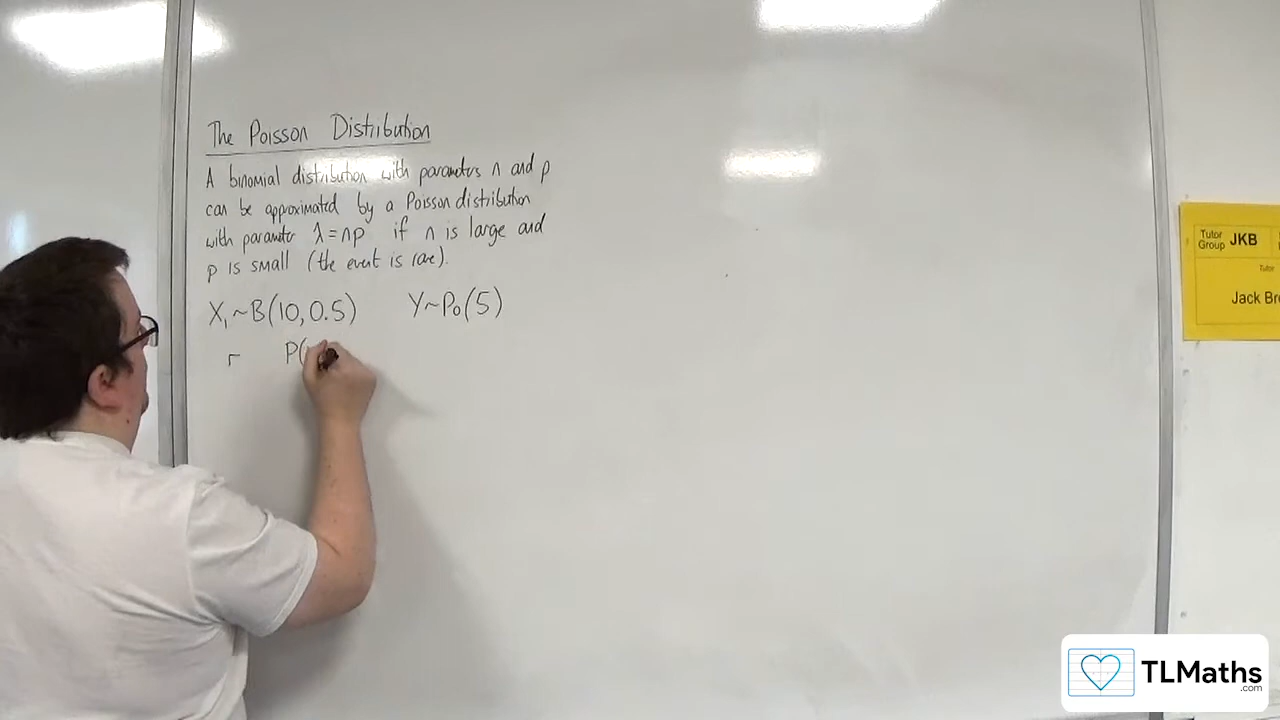 The Poisson Distribution
A binomial distribution with parameters n and p
can be approximated by a Poisson distribution
with parameter λ = np if n is large and
p is small (the event is rare).
X₁ ~ B(10, 0.5) Y ~ Po(5)
r P(
Tutor Group JKB
Tutor
Jack Br
TLMaths
.com